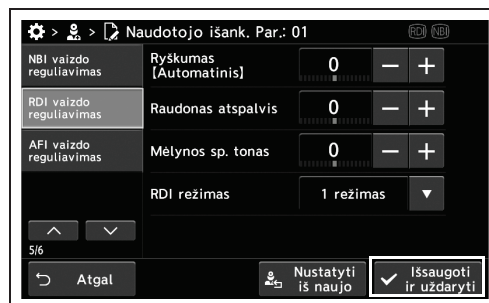 > > Naudotojo išank. Par.: 01 RDI NBI
NBI vaizdo
reguliavimas
Ryškumas
[Automatinis]
0 − +
RDI vaizdo
reguliavimas
Raudonas atspalvis 0 − +
AFI vaizdo
reguliavimas
Mėlynos sp. tonas 0 − +
RDI režimas 1 režimas ▼
5/6
Atgal
Nustatyti
iš naujo
Išsaugoti
ir uždaryti